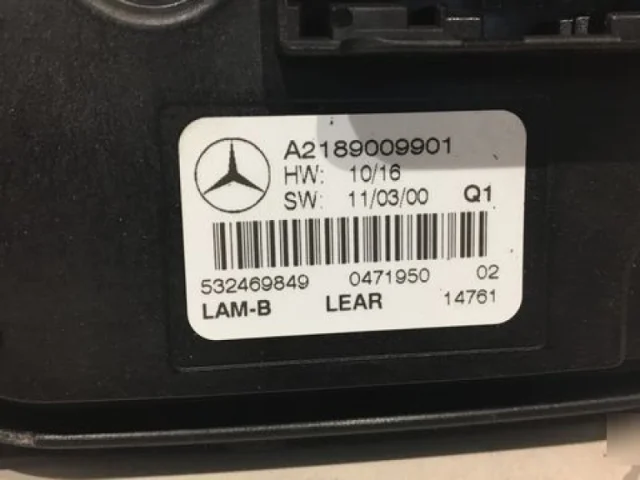 A2189009901
HW: 10/16
SW: 11/03/00 Q1
532469849 0471950 02
LAM-B LEAR 14761